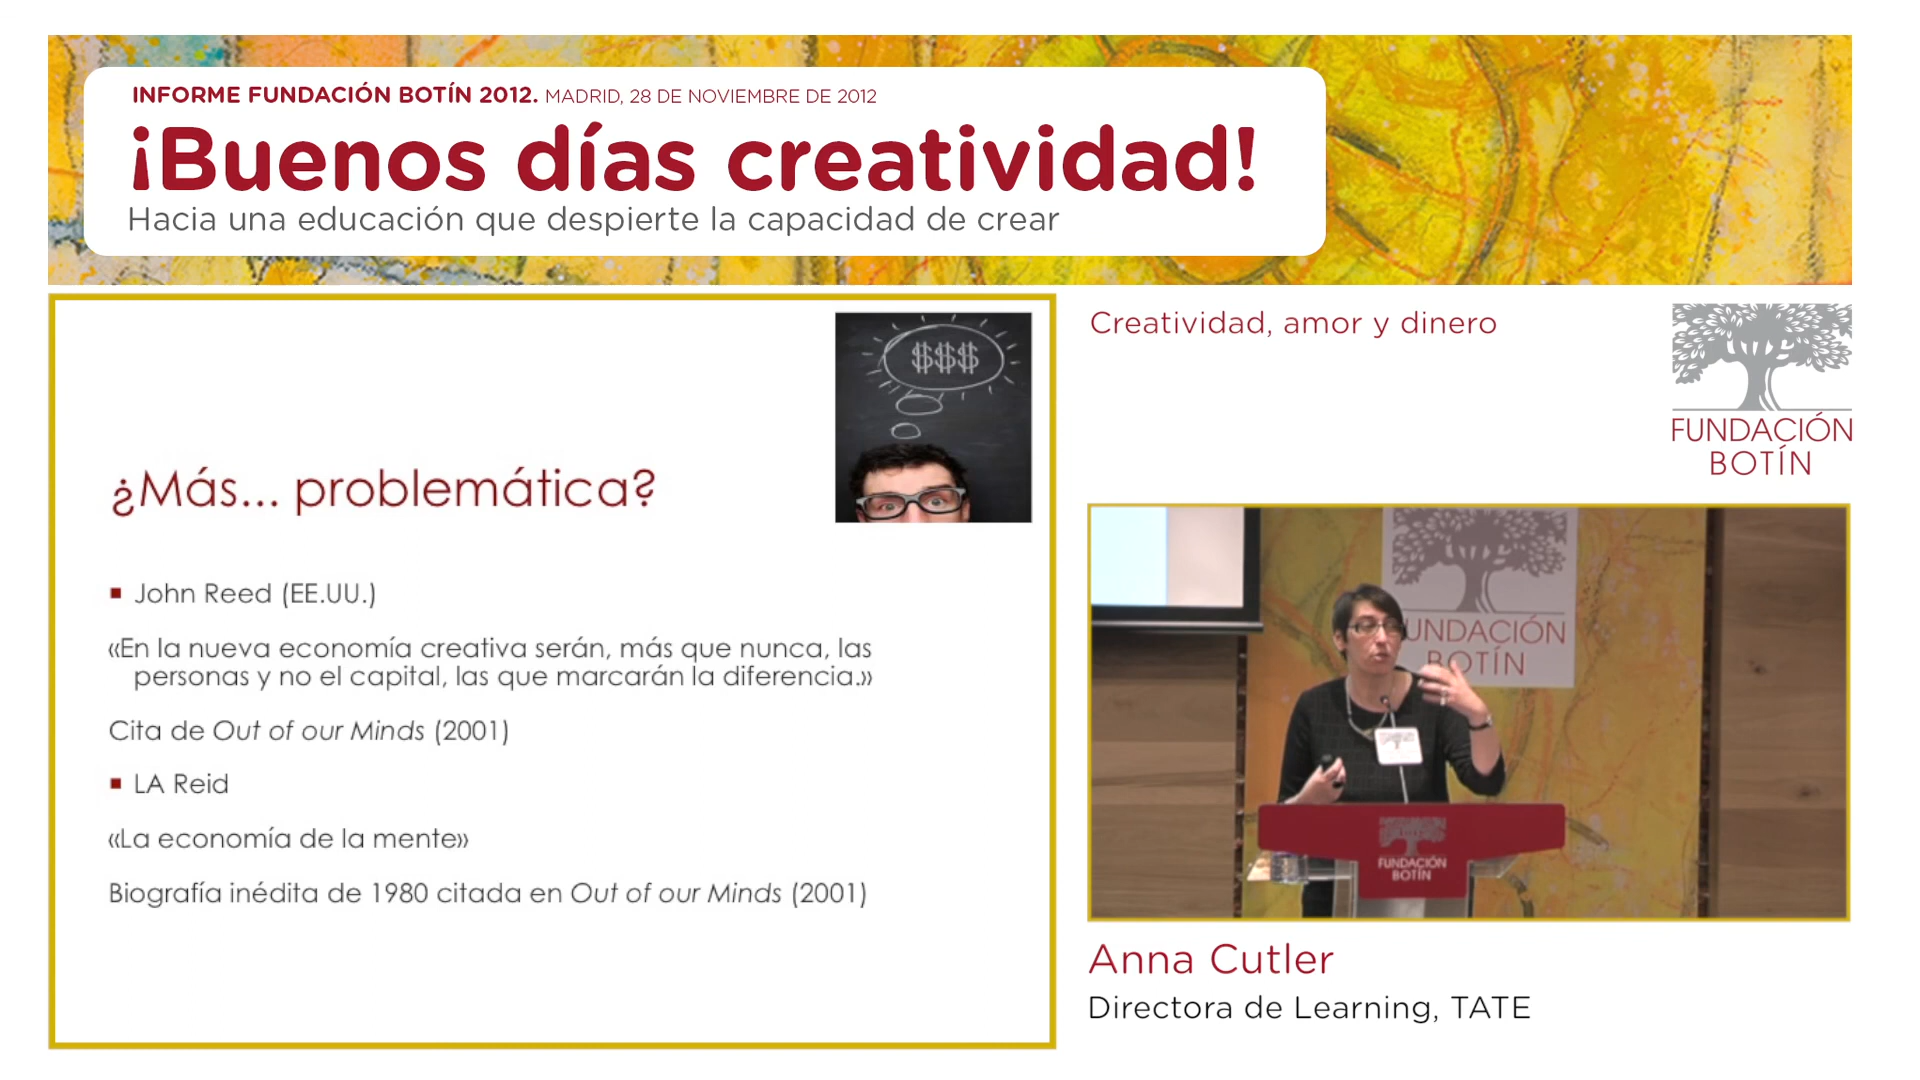 INFORME FUNDACIÓN BOTÍN 2012. MADRID, 28 DE NOVIEMBRE DE 2012
¡Buenos días creatividad!
Hacia una educación que despierte la capacidad de crear
$$$
¿Más... problemática?
▪ John Reed (EE.UU.)
«En la nueva economía creativa serán, más que nunca, las
personas y no el capital, las que marcarán la diferencia.»
Cita de Out of our Minds (2001)
▪ LA Reid
«La economía de la mente»
Biografía inédita de 1980 citada en Out of our Minds (2001)
Creatividad, amor y dinero
FUNDACIÓN
BOTÍN
UNDACIÓN
BOTÍN
FUNDACIÓN
BOTÍN
Anna Cutler
Directora de Learning, TATE